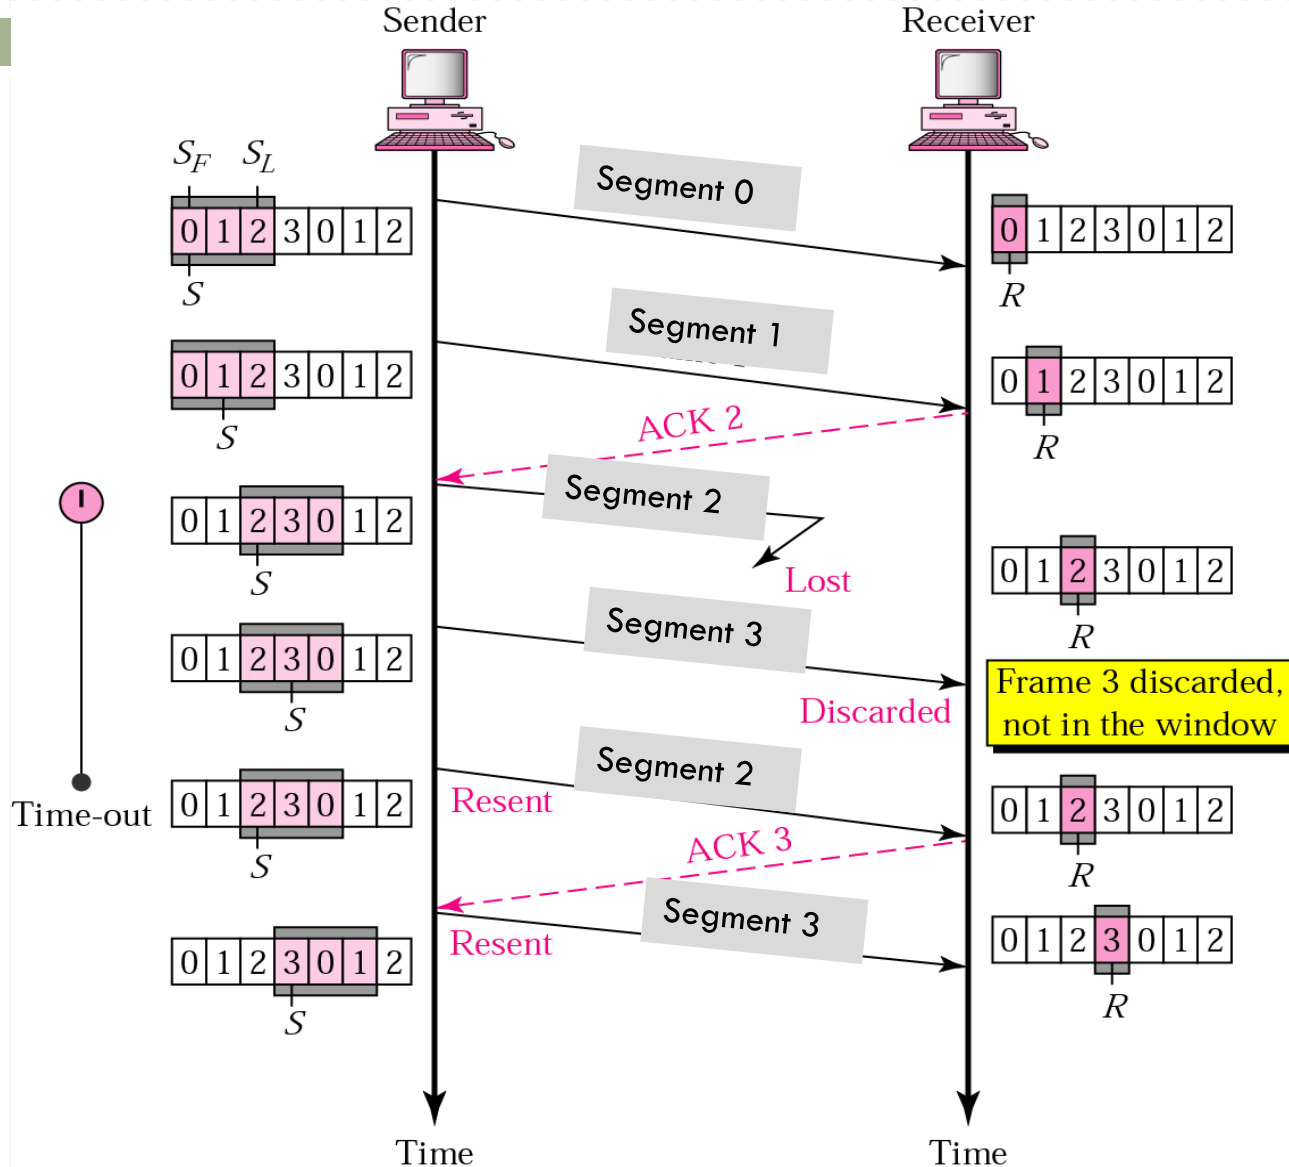 Sender
Receiver
S_F S_L
Segment 0
0 1 2 3 0 1 2
0 1 2 3 0 1 2
S
R
Segment 1
0 1 2 3 0 1 2
0 1 2 3 0 1 2
S
R
ACK 2
Segment 2
0 1 2 3 0 1 2
Lost
0 1 2 3 0 1 2
S
R
Segment 3
0 1 2 3 0 1 2
Discarded
S
Frame 3 discarded,
not in the window
Segment 2
Resent
Time-out
0 1 2 3 0 1 2
0 1 2 3 0 1 2
S
R
ACK 3
Segment 3
Resent
0 1 2 3 0 1 2
0 1 2 3 0 1 2
S
R
Time
Time